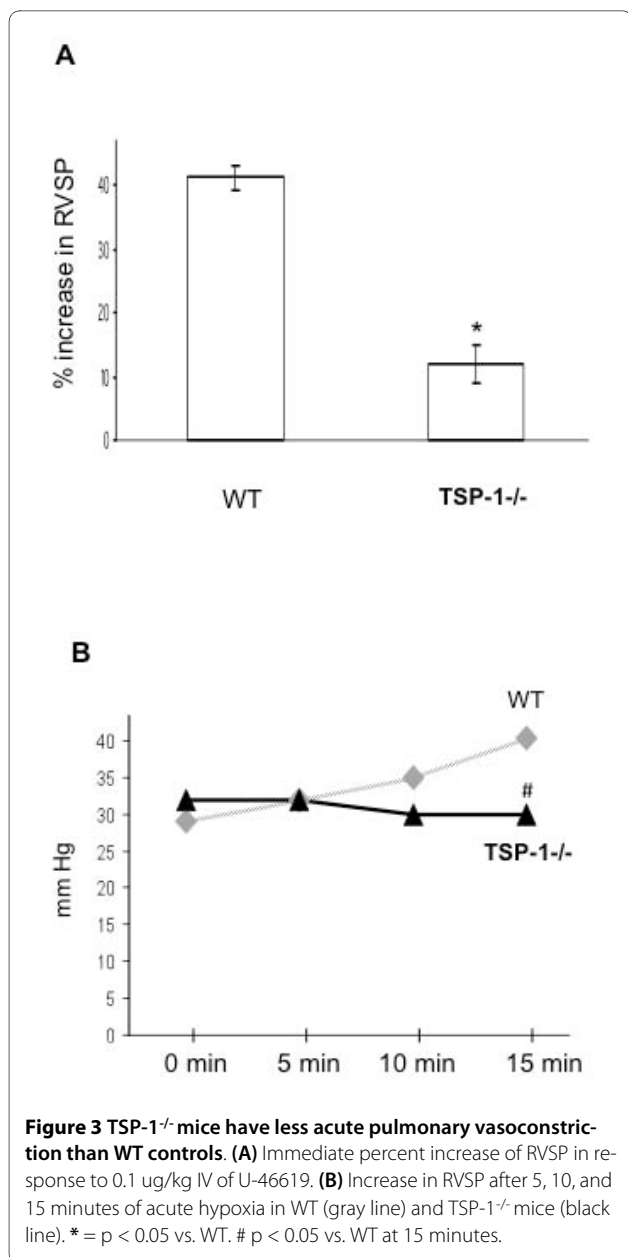 A
% increase in RVSP
40
30
20
10
0
*
WT
TSP-1-/-
B
mm Hg
40
35
30
25
20
15
10
5
0
WT
#
TSP-1-/-
0 min 5 min 10 min 15 min
Figure 3 TSP-1-/- mice have less acute pulmonary vasoconstric-
tion than WT controls. (A) Immediate percent increase of RVSP in re-
sponse to 0.1 ug/kg IV of U-46619. (B) Increase in RVSP after 5, 10, and
15 minutes of acute hypoxia in WT (gray line) and TSP-1-/- mice (black
line). * = p < 0.05 vs. WT. # p < 0.05 vs. WT at 15 minutes.